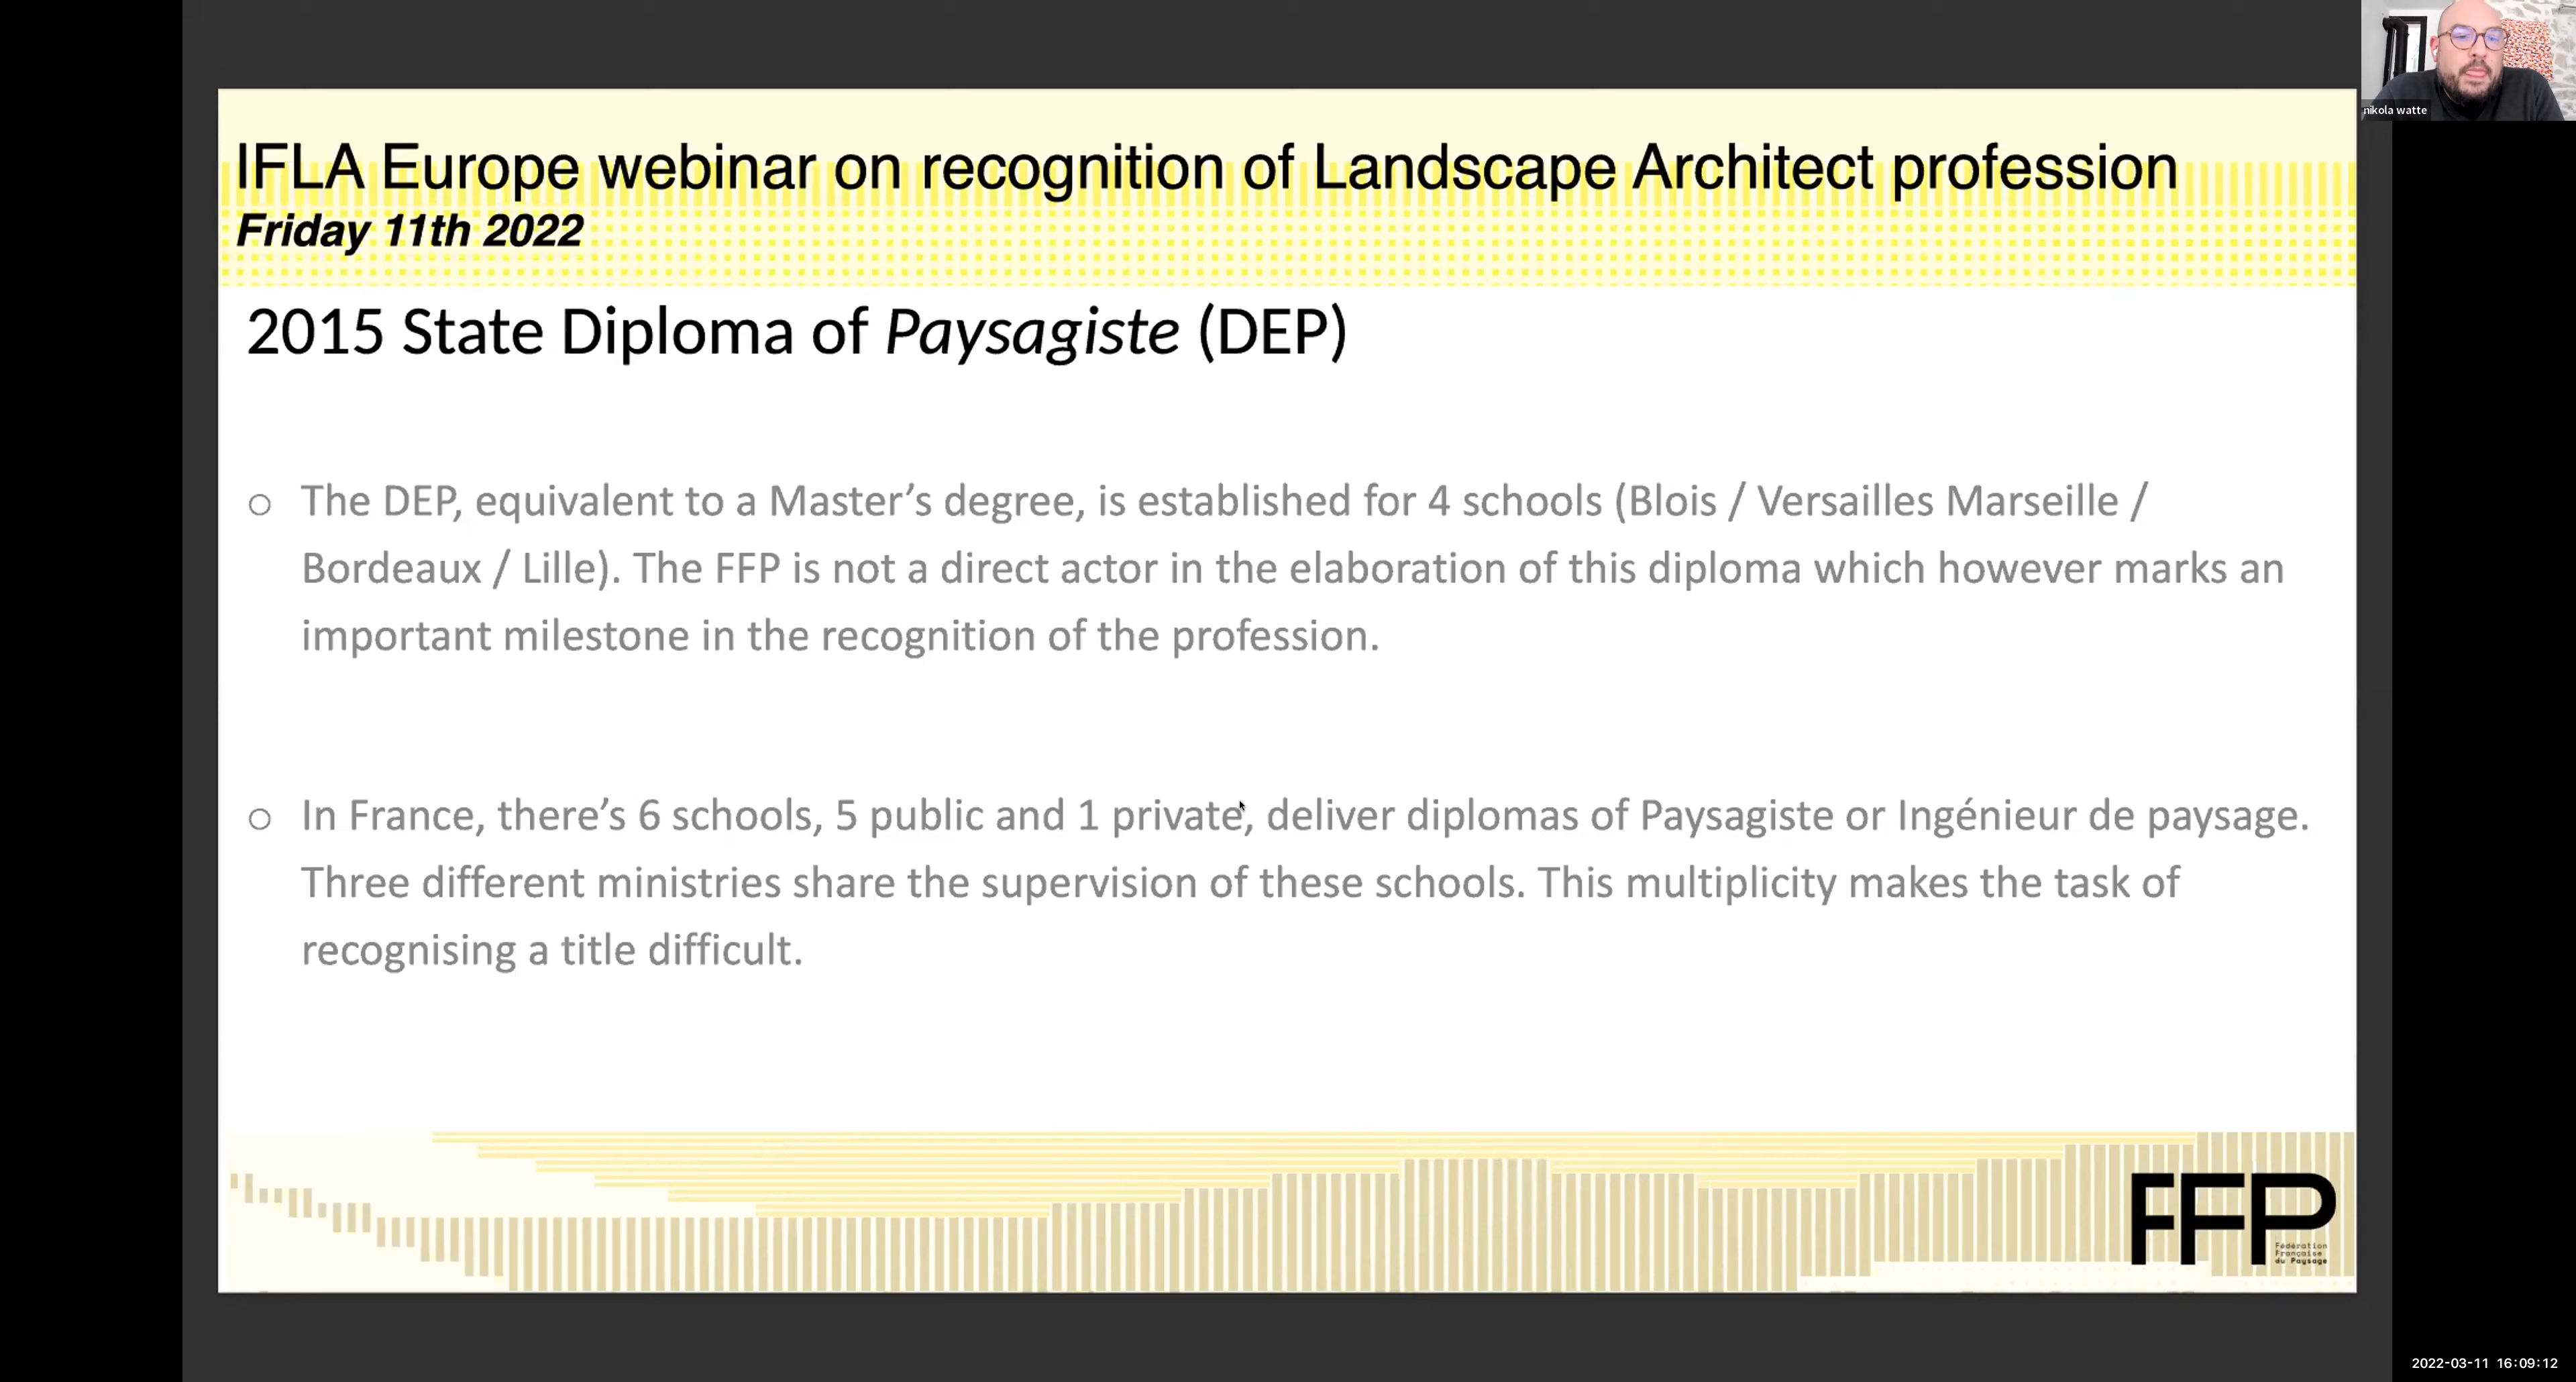 nikola watte
IFLA Europe webinar on recognition of Landscape Architect profession
Friday 11th 2022
2015 State Diploma of Paysagiste (DEP)
○ The DEP, equivalent to a Master’s degree, is established for 4 schools (Blois / Versailles Marseille /
Bordeaux / Lille). The FFP is not a direct actor in the elaboration of this diploma which however marks an
important milestone in the recognition of the profession.
○ In France, there’s 6 schools, 5 public and 1 private, deliver diplomas of Paysagiste or Ingénieur de paysage.
Three different ministries share the supervision of these schools. This multiplicity makes the task of
recognising a title difficult.
FFP
Fédération
Française
du Paysage
2022-03-11 16:09:12